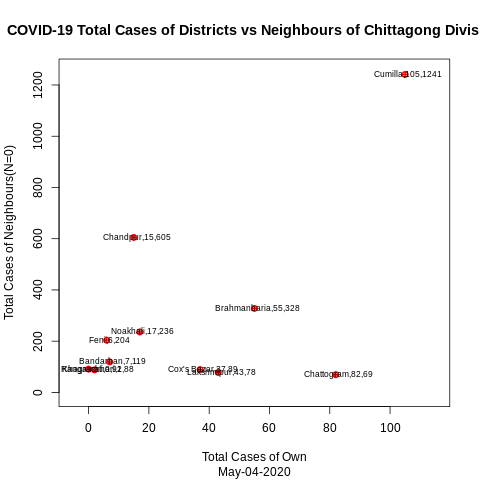 COVID-19 Total Cases of Districts vs Neighbours of Chittagong Divis
Total Cases of Neighbours(N=0)
1200
1000
800
600
400
200
0
Cumilla,105,1241
Chandpur,15,605
Brahmanbaria,55,328
Noakhali,17,236
Feni,6,204
Bandarban,7,119
Cox's Bazar,37,89
Lakshmipur,43,78
Chattogram,82,69
0 20 40 60 80 100
Total Cases of Own
May-04-2020